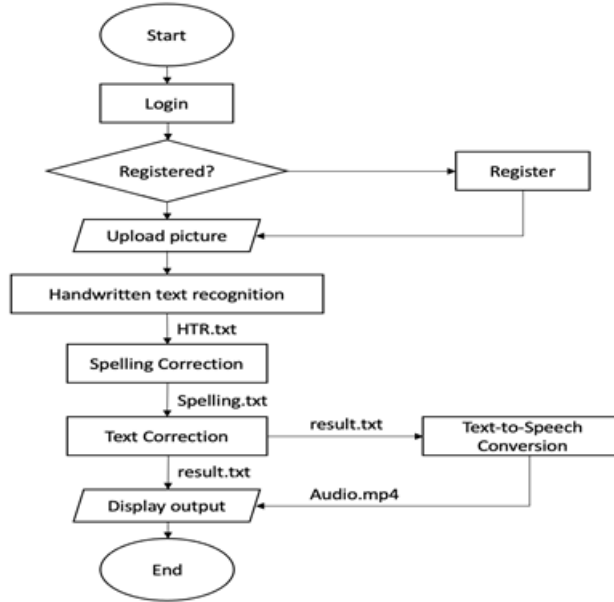 Start
Login
Registered?
Register
Upload picture
Handwritten text recognition
HTR.txt
Spelling Correction
Spelling.txt
Text Correction
result.txt
Text-to-Speech
Conversion
result.txt
Audio.mp4
Display output
End